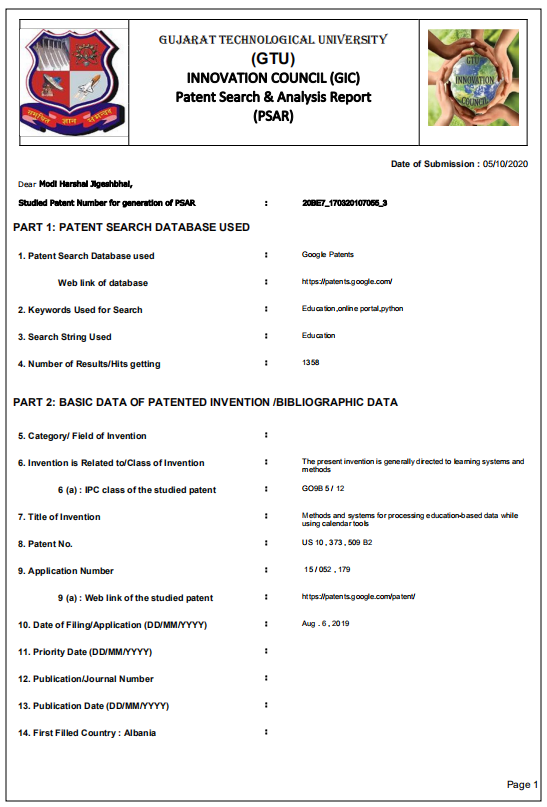 GUJARAT TECHNOLOGICAL UNIVERSITY
(GTU)
INNOVATION COUNCIL (GIC)
Patent Search & Analysis Report
(PSAR)
GTU
INNOVATION
COUNCIL
Date of Submission : 05/10/2020
Dear Modi Harshal Jigeshbhai,
Studied Patent Number for generation of PSAR : 20BE7_170320107055_3
PART 1: PATENT SEARCH DATABASE USED
1. Patent Search Database used : Google Patents
Web link of database : https://patents.google.com/
2. Keywords Used for Search : Education,online portal,python
3. Search String Used : Education
4. Number of Results/Hits getting : 1358
PART 2: BASIC DATA OF PATENTED INVENTION /BIBLIOGRAPHIC DATA
5. Category/ Field of Invention :
6. Invention is Related to/Class of Invention : The present invention is generally directed to learning systems and
methods
6 (a) : IPC class of the studied patent : GO9B 5 / 12
7. Title of Invention : Methods and systems for processing education-based data while
using calendar tools
8. Patent No. : US 10 , 373 , 509 B2
9. Application Number : 15 / 052 , 179
9 (a) : Web link of the studied patent : https://patents.google.com/patent/
10. Date of Filing/Application (DD/MM/YYYY) : Aug . 6 , 2019
11. Priority Date (DD/MM/YYYY) :
12. Publication/Journal Number :
13. Publication Date (DD/MM/YYYY) :
14. First Filled Country : Albania :
Page 1